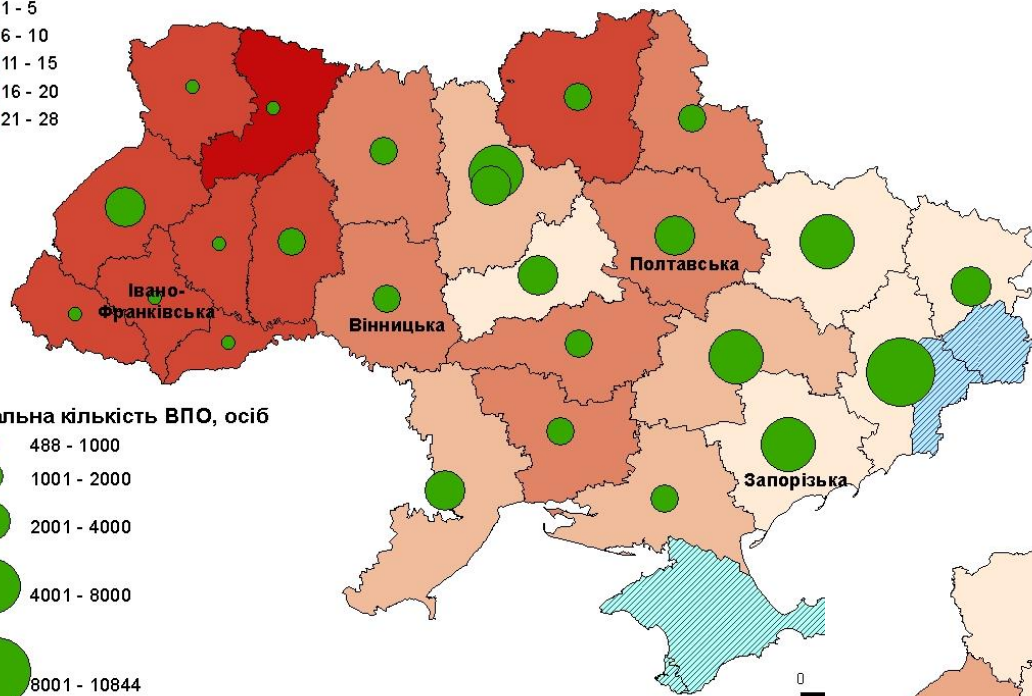 1 - 5
6 - 10
11 - 15
16 - 20
21 - 28
Полтавська
Івано-
Франківська
Вінницька
Запорізька
кількість ВПО, осіб
488 - 1000
1001 - 2000
2001 - 4000
4001 - 8000
8001 - 10844
0